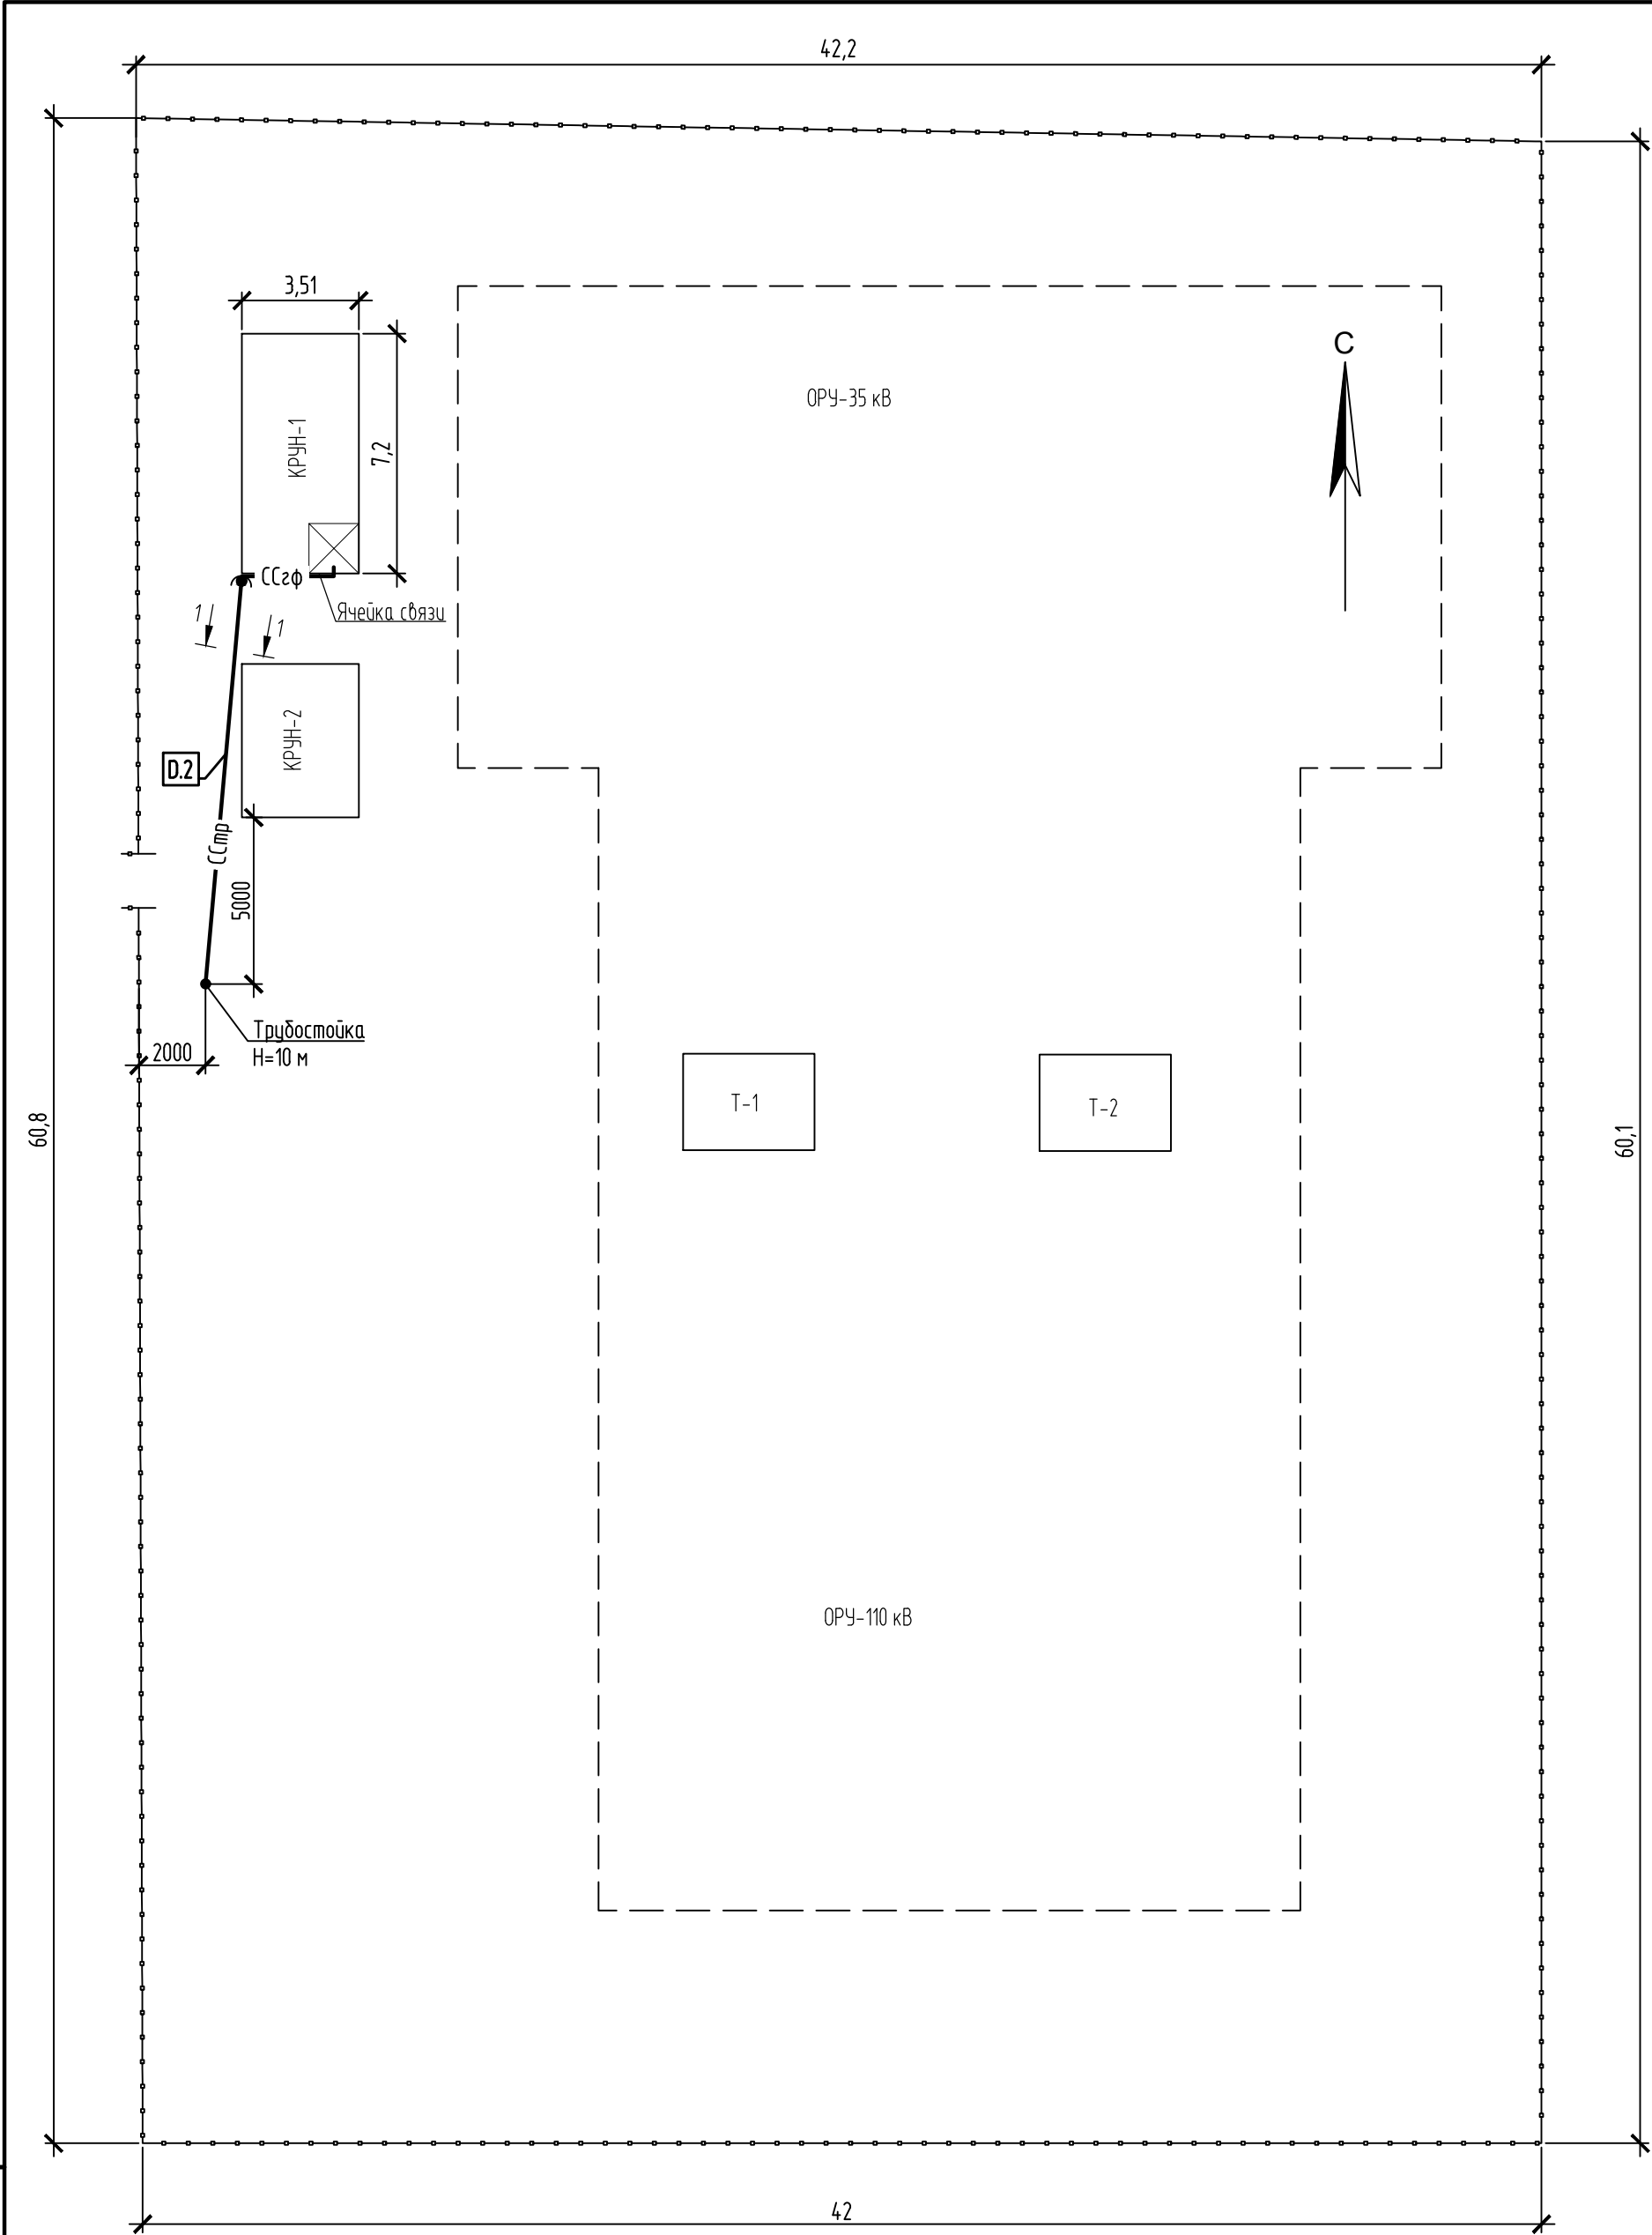 42,2
3,51
С
ОРУ-35 кВ
КРУН-1
7,2
ССгф
Ячейка связи
1
1
КРУН-2
D.2
ССтр
5000
Трубостойка
Н=10 м
2000
Т-1
Т-2
60,8
60,1
ОРУ-110 кВ
42